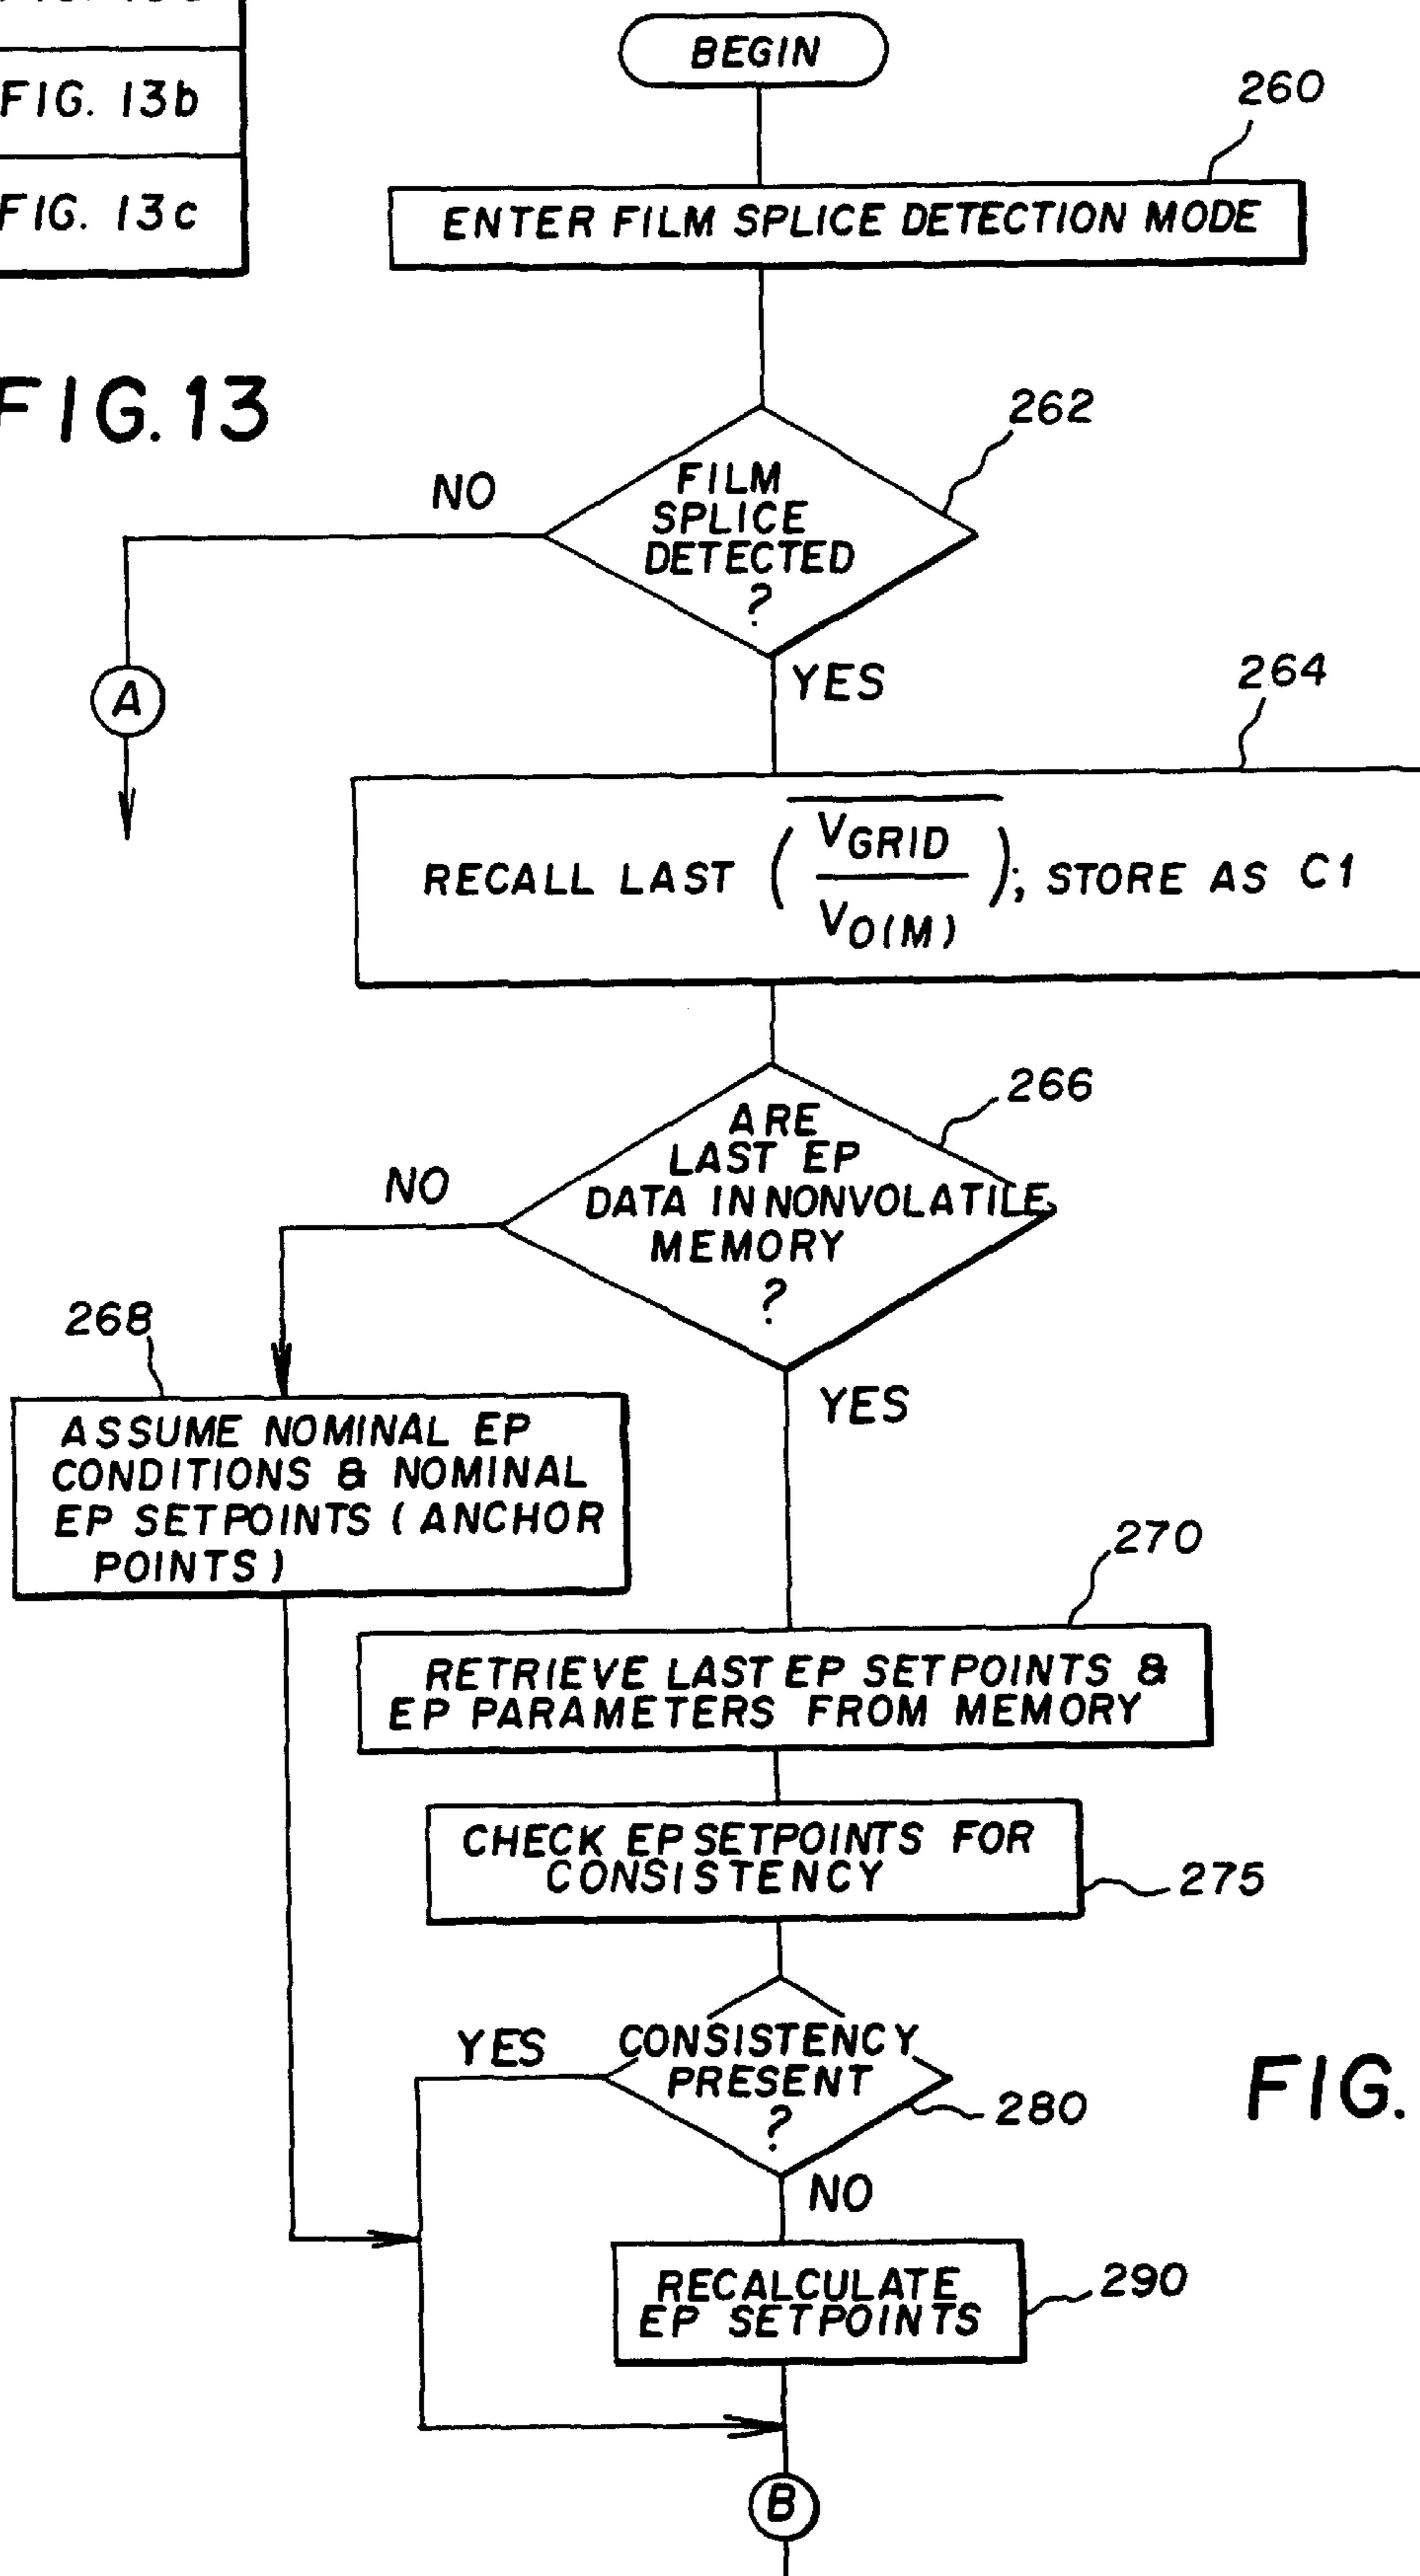 FIG. 13b
FIG. 13c
FIG. 13
BEGIN
260
ENTER FILM SPLICE DETECTION MODE
262
NO
FILM
SPLICE
DETECTED
?
YES
A
264
RECALL LAST ( VGRID / VO(M) ); STORE AS C1
266
ARE
LAST EP
DATA IN NONVOLATILE
MEMORY
?
NO
YES
268
ASSUME NOMINAL EP
CONDITIONS & NOMINAL
EP SETPOINTS (ANCHOR
POINTS)
270
RETRIEVE LAST EP SETPOINTS &
EP PARAMETERS FROM MEMORY
CHECK EP SETPOINTS FOR
CONSISTENCY
275
YES
CONSISTENCY
PRESENT
?
280
FIG.
NO
RECALCULATE
EP SETPOINTS
290
B